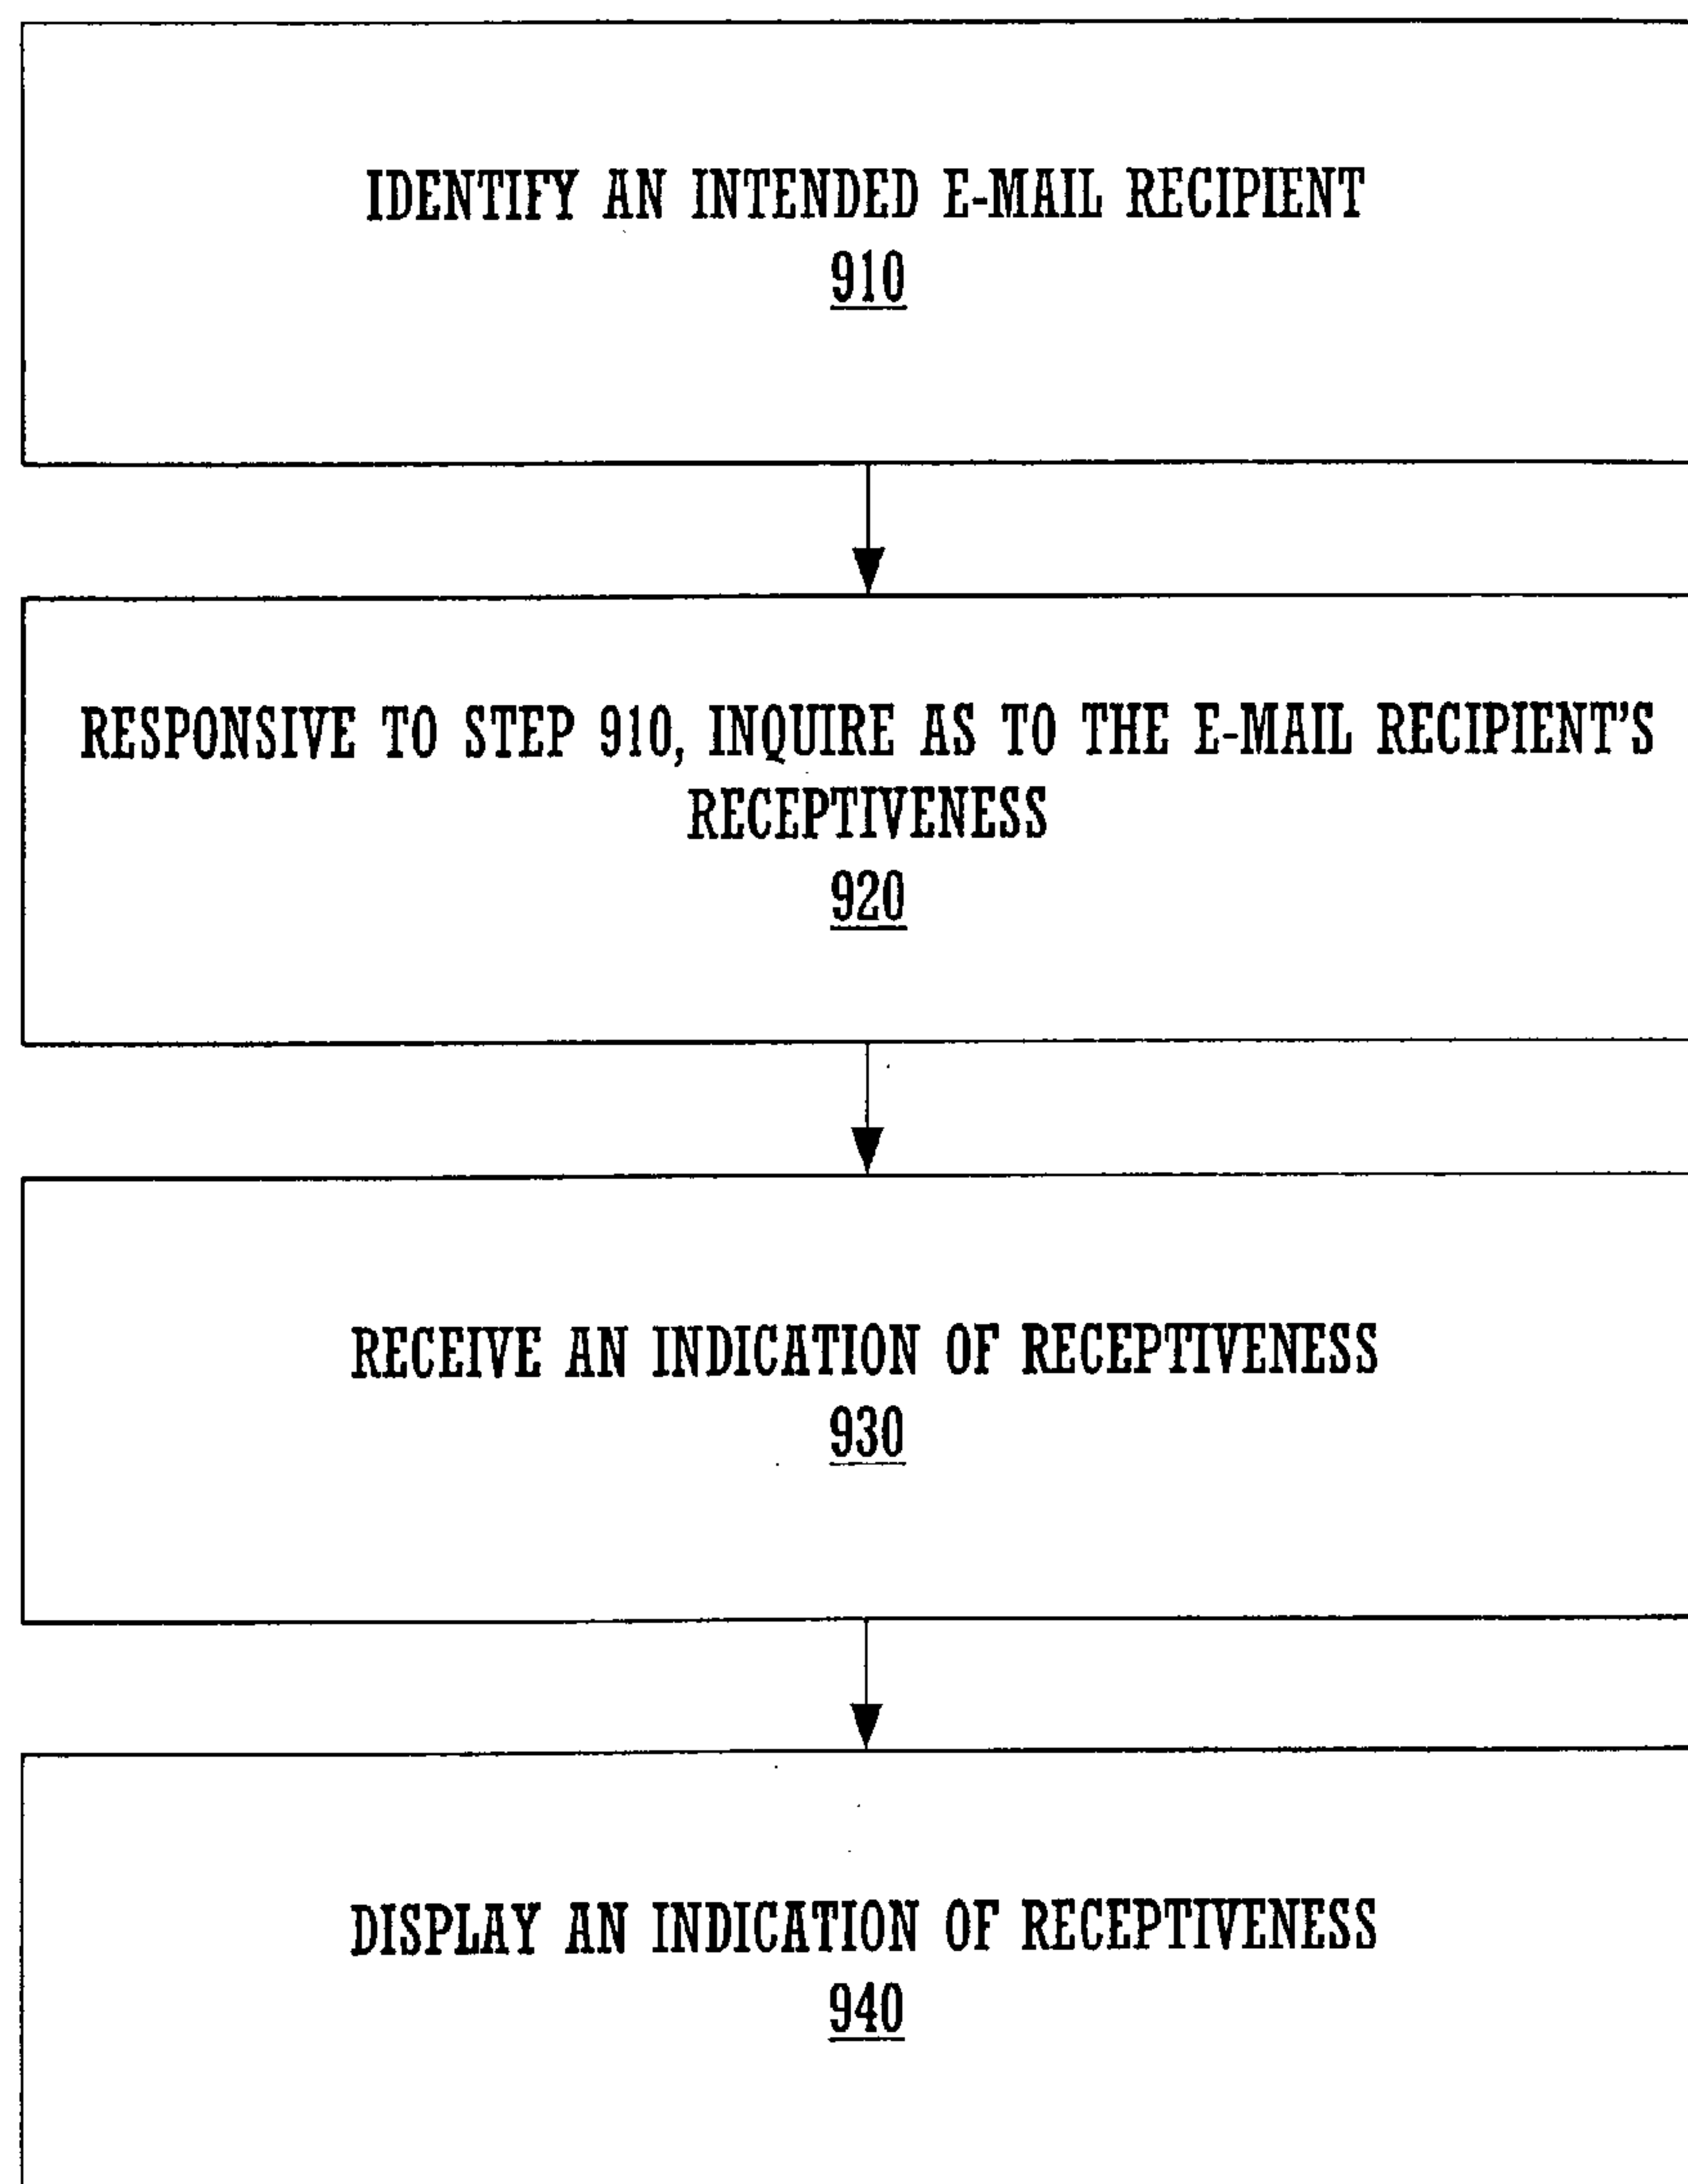 IDENTIFY AN INTENDED E-MAIL RECIPIENT
910
RESPONSIVE TO STEP 910, INQUIRE AS TO THE E-MAIL RECIPIENT'S
RECEPTIVENESS
920
RECEIVE AN INDICATION OF RECEPTIVENESS
930
DISPLAY AN INDICATION OF RECEPTIVENESS
940